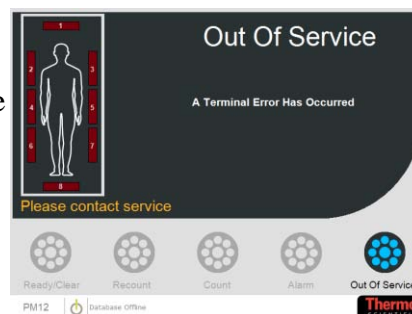 1
Out Of Service
2
3
A Terminal Error Has Occurred
4
5
6
7
8
Please contact service
Ready/Clear
Recount
Count
Alarm
Out Of Service
PM12
Database Offline
Thermo
SCIENTIFIC